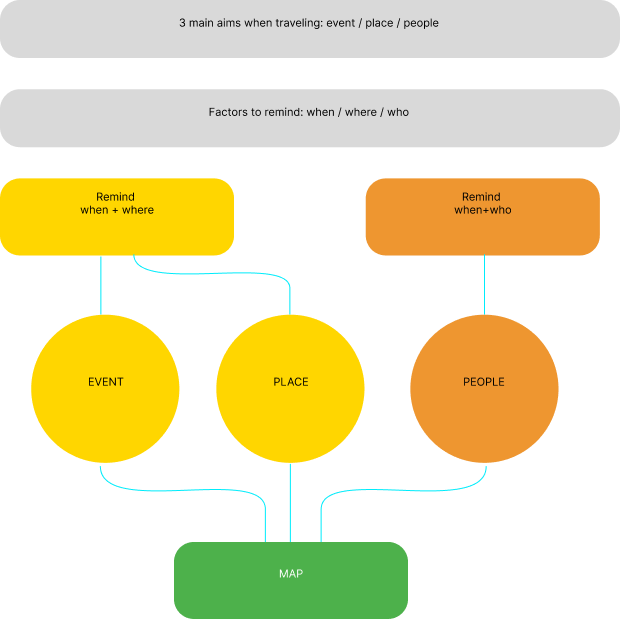 3 main aims when traveling: event / place / people
Factors to remind: when / where / who
Remind
when + where
Remind
when+who
EVENT
PLACE
PEOPLE
MAP